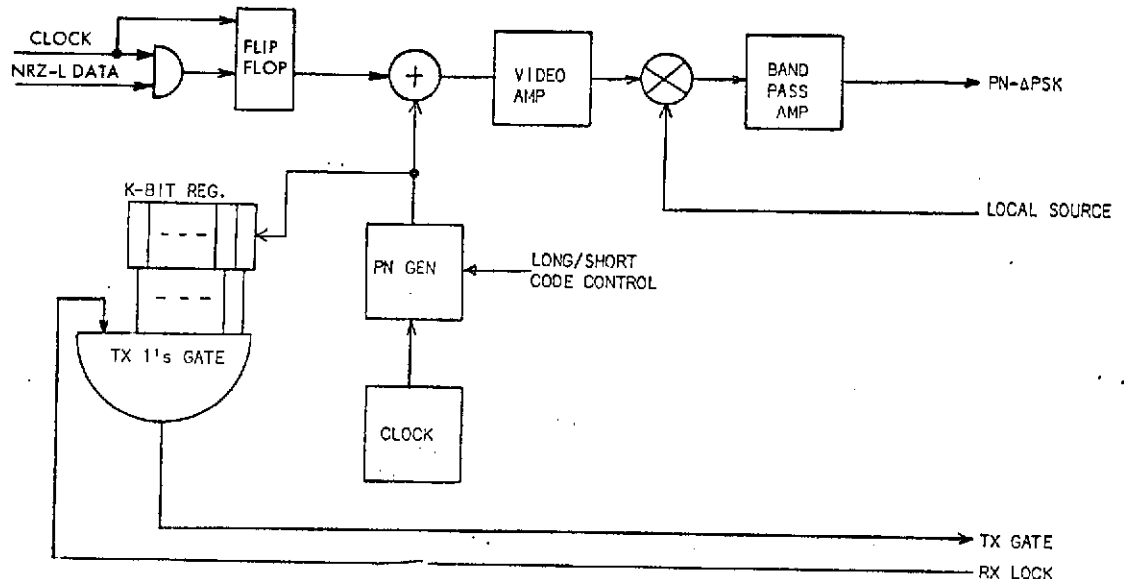 CLOCK
NRZ-L DATA
FLIP
FLOP
+
VIDEO
AMP
BAND
PASS
AMP
PN-ΔPSK
LOCAL SOURCE
K-BIT REG.
PN GEN
LONG/SHORT
CODE CONTROL
TX 1's GATE
CLOCK
TX GATE
RX LOCK